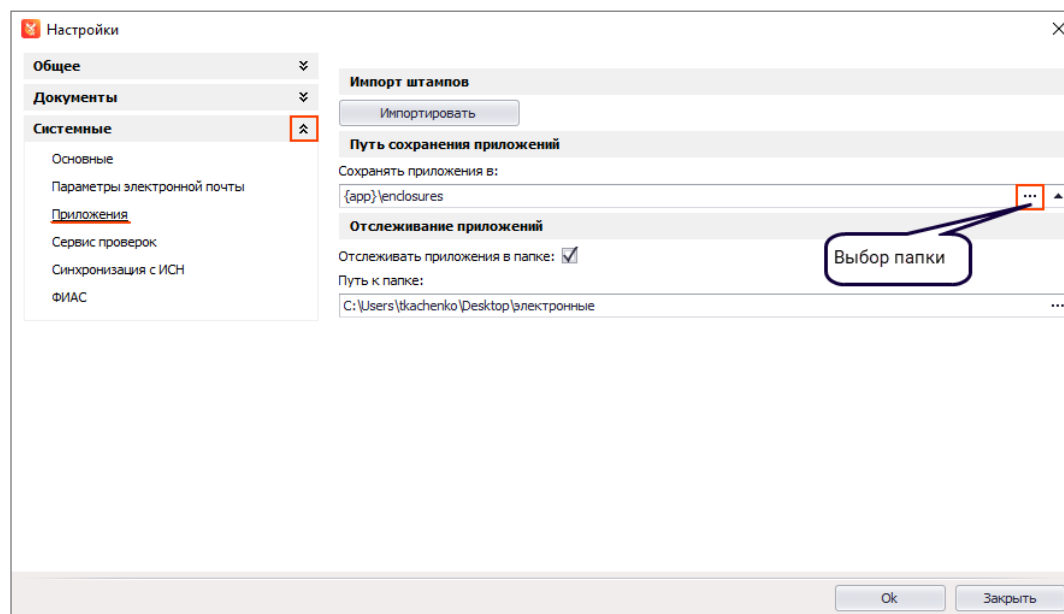 Настройки
Общее
Документы
Системные
Основные
Параметры электронной почты
Приложения
Сервис проверок
Синхронизация с ИСН
ФИАС
Импорт штампов
Импортировать
Путь сохранения приложений
Сохранять приложения в:
{app}\enclosures
Отслеживание приложений
Выбор папки
Отслеживать приложения в папке:
Путь к папке:
C:\Users\tkachenko\Desktop\электронные
Ok
Закрыть